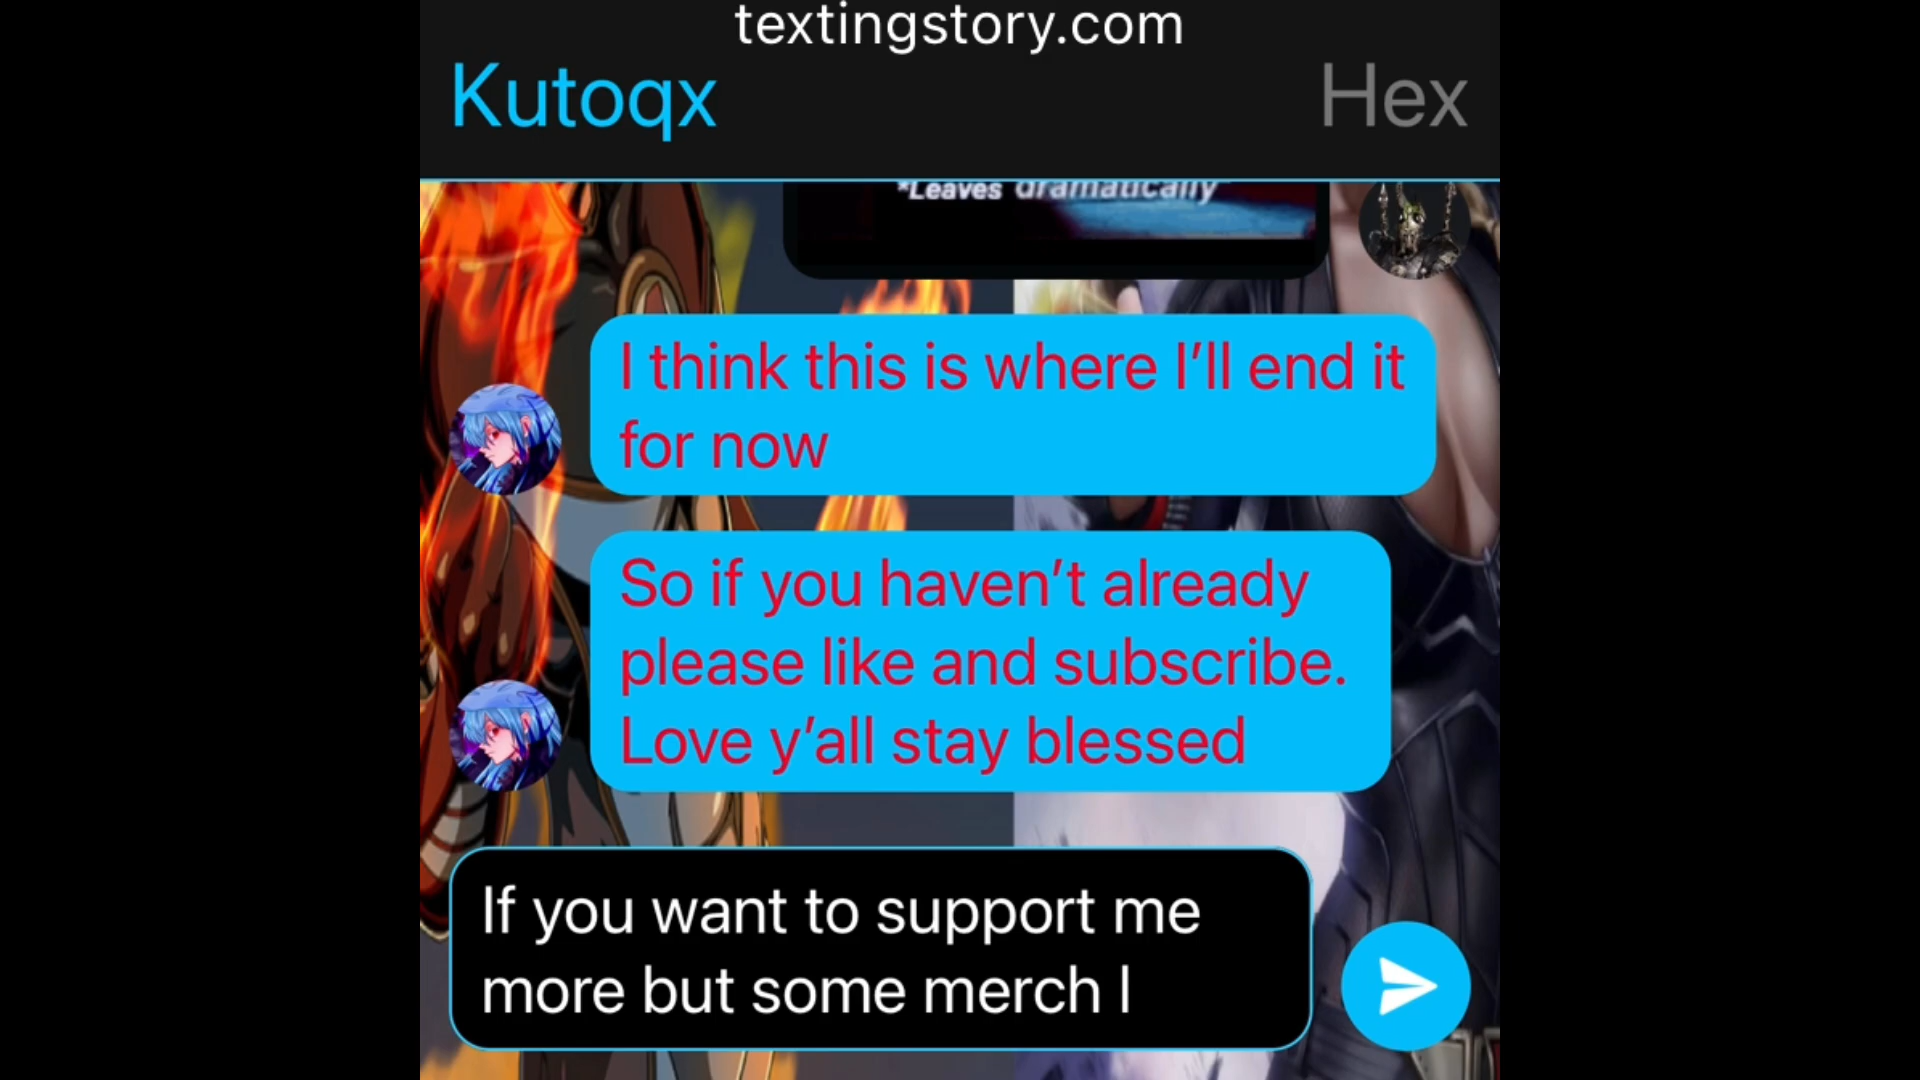 textingstory.com
Kutoqx
Hex
*Leaves dramatically
I think this is where I’ll end it
for now
So if you haven’t already
please like and subscribe.
Love y’all stay blessed
If you want to support me
more but some merch l